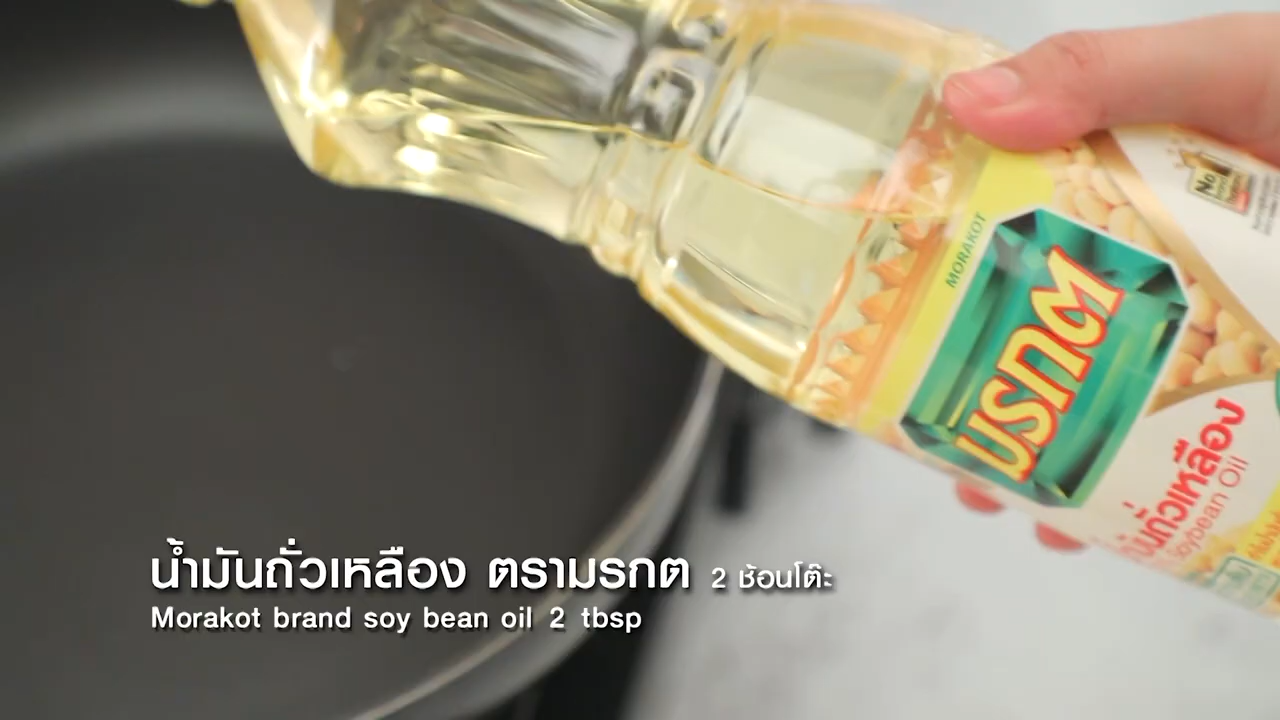 MORAKOT
มรกต
น้ำมันถั่วเหลือง
Soybean Oil
No
น้ำมันถั่วเหลือง ตรามรกต 2 ช้อนโต๊ะ
Morakot brand soy bean oil 2 tbsp